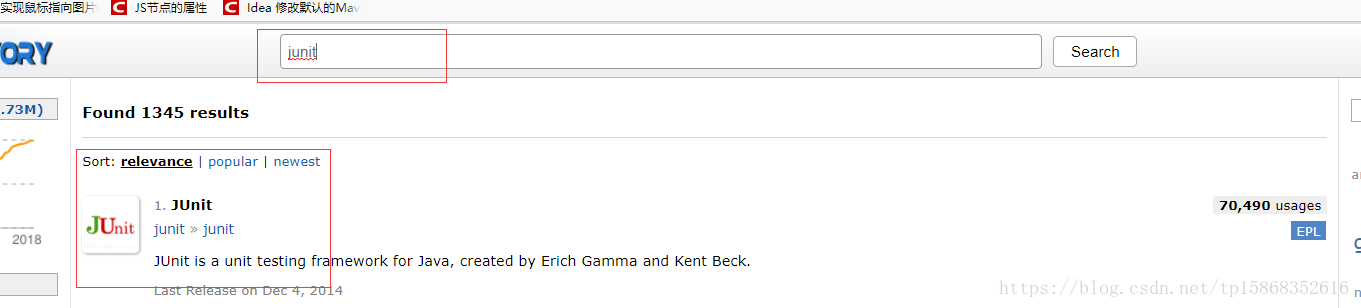 实现鼠标指向图片 JS节点的属性 Idea 修改默认的Mav
ORY junit Search
.73M)
Found 1345 results
Sort: relevance | popular | newest
JUnit
1. JUnit
70,490 usages
junit » junit
EPL
2018
JUnit is a unit testing framework for Java, created by Erich Gamma and Kent Beck.
Last Release on Dec 4, 2014
https://blog.csdn.net/tp15868352616